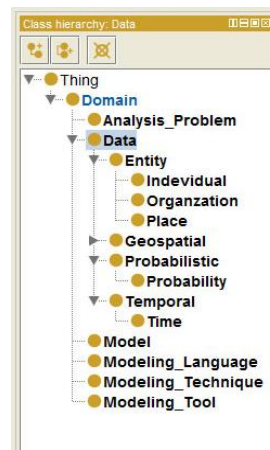 Class hierarchy: Data
Thing
Domain
Analysis_Problem
Data
Entity
Indevidual
Organzation
Place
Geospatial
Probabilistic
Probability
Temporal
Time
Model
Modeling_Language
Modeling_Technique
Modeling_Tool